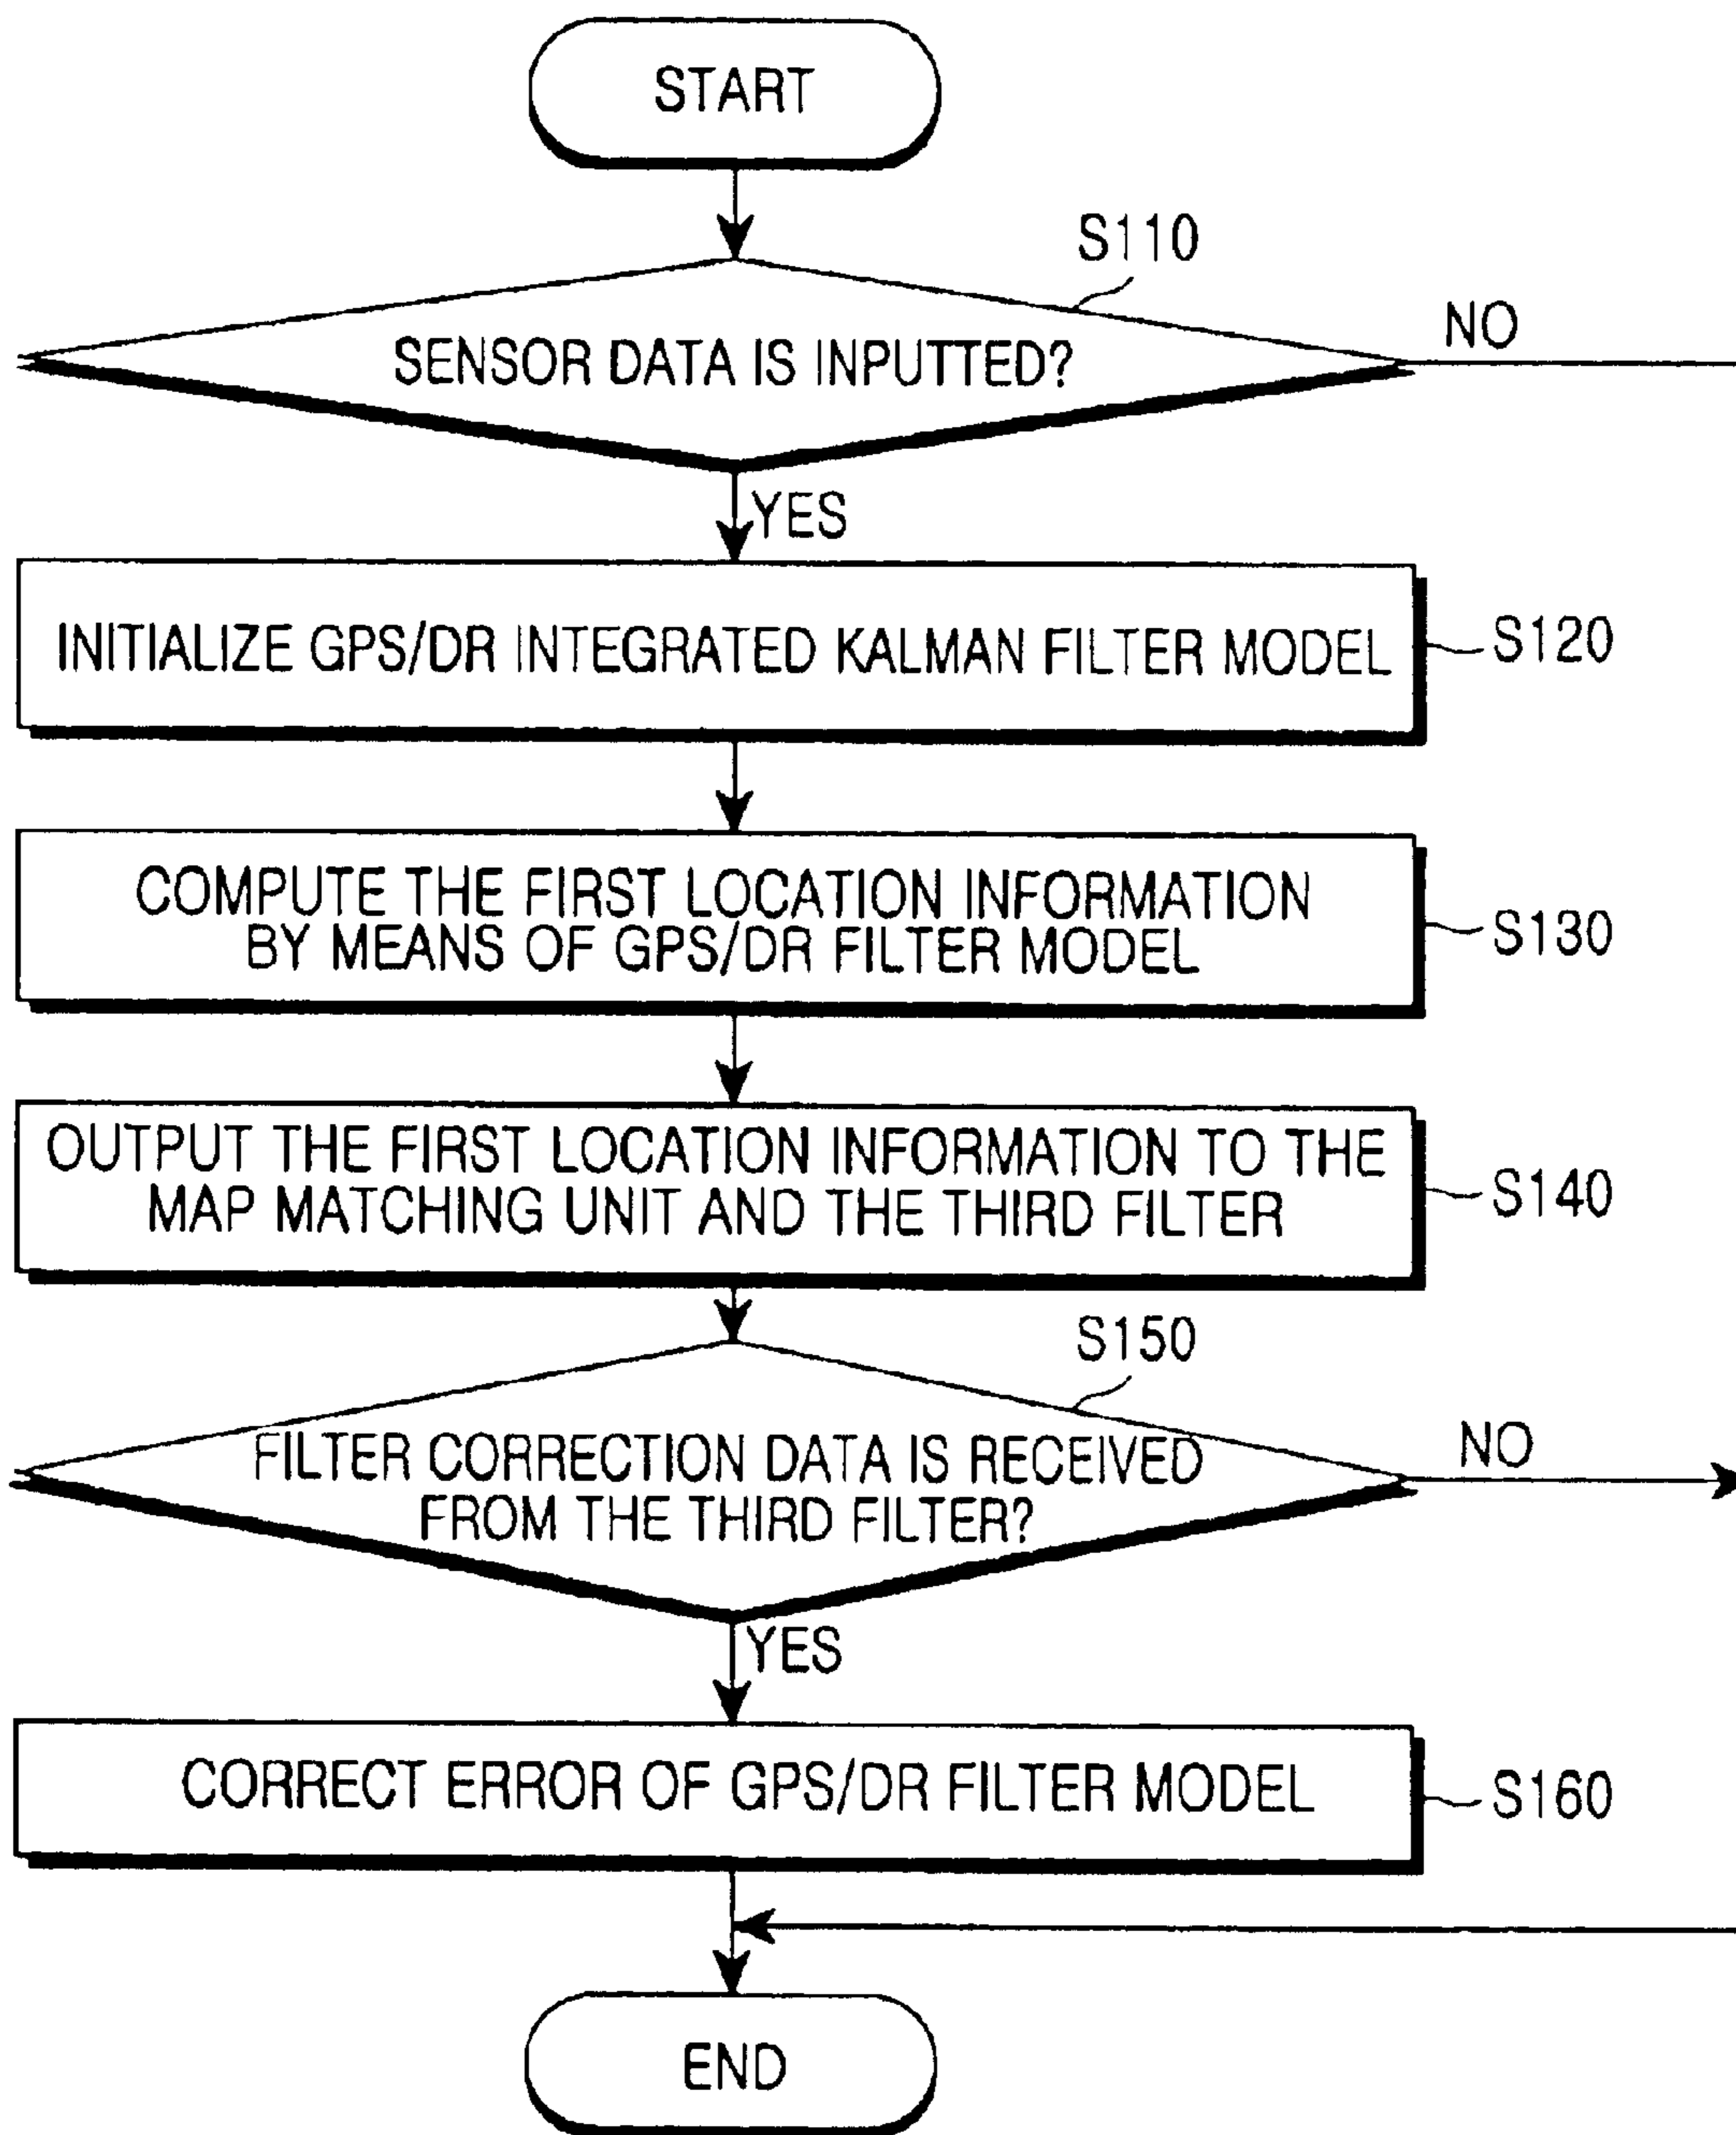 START
S110
SENSOR DATA IS INPUTTED?
NO
YES
INITIALIZE GPS/DR INTEGRATED KALMAN FILTER MODEL
S120
COMPUTE THE FIRST LOCATION INFORMATION
BY MEANS OF GPS/DR FILTER MODEL
S130
OUTPUT THE FIRST LOCATION INFORMATION TO THE
MAP MATCHING UNIT AND THE THIRD FILTER
S140
S150
FILTER CORRECTION DATA IS RECEIVED
FROM THE THIRD FILTER?
NO
YES
CORRECT ERROR OF GPS/DR FILTER MODEL
S160
END